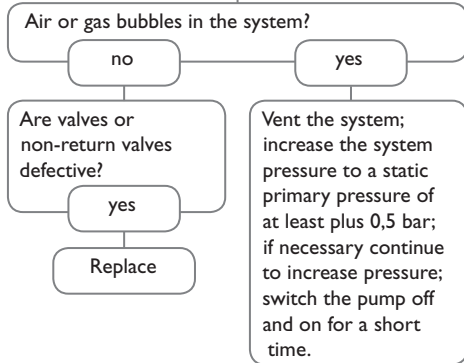 Air or gas bubbles in the system?
no
yes
Are valves or
non-return valves
defective?
yes
Replace
Vent the system;
increase the system
pressure to a static
primary pressure of
at least plus 0,5 bar;
if necessary continue
to increase pressure;
switch the pump off
and on for a short
time.